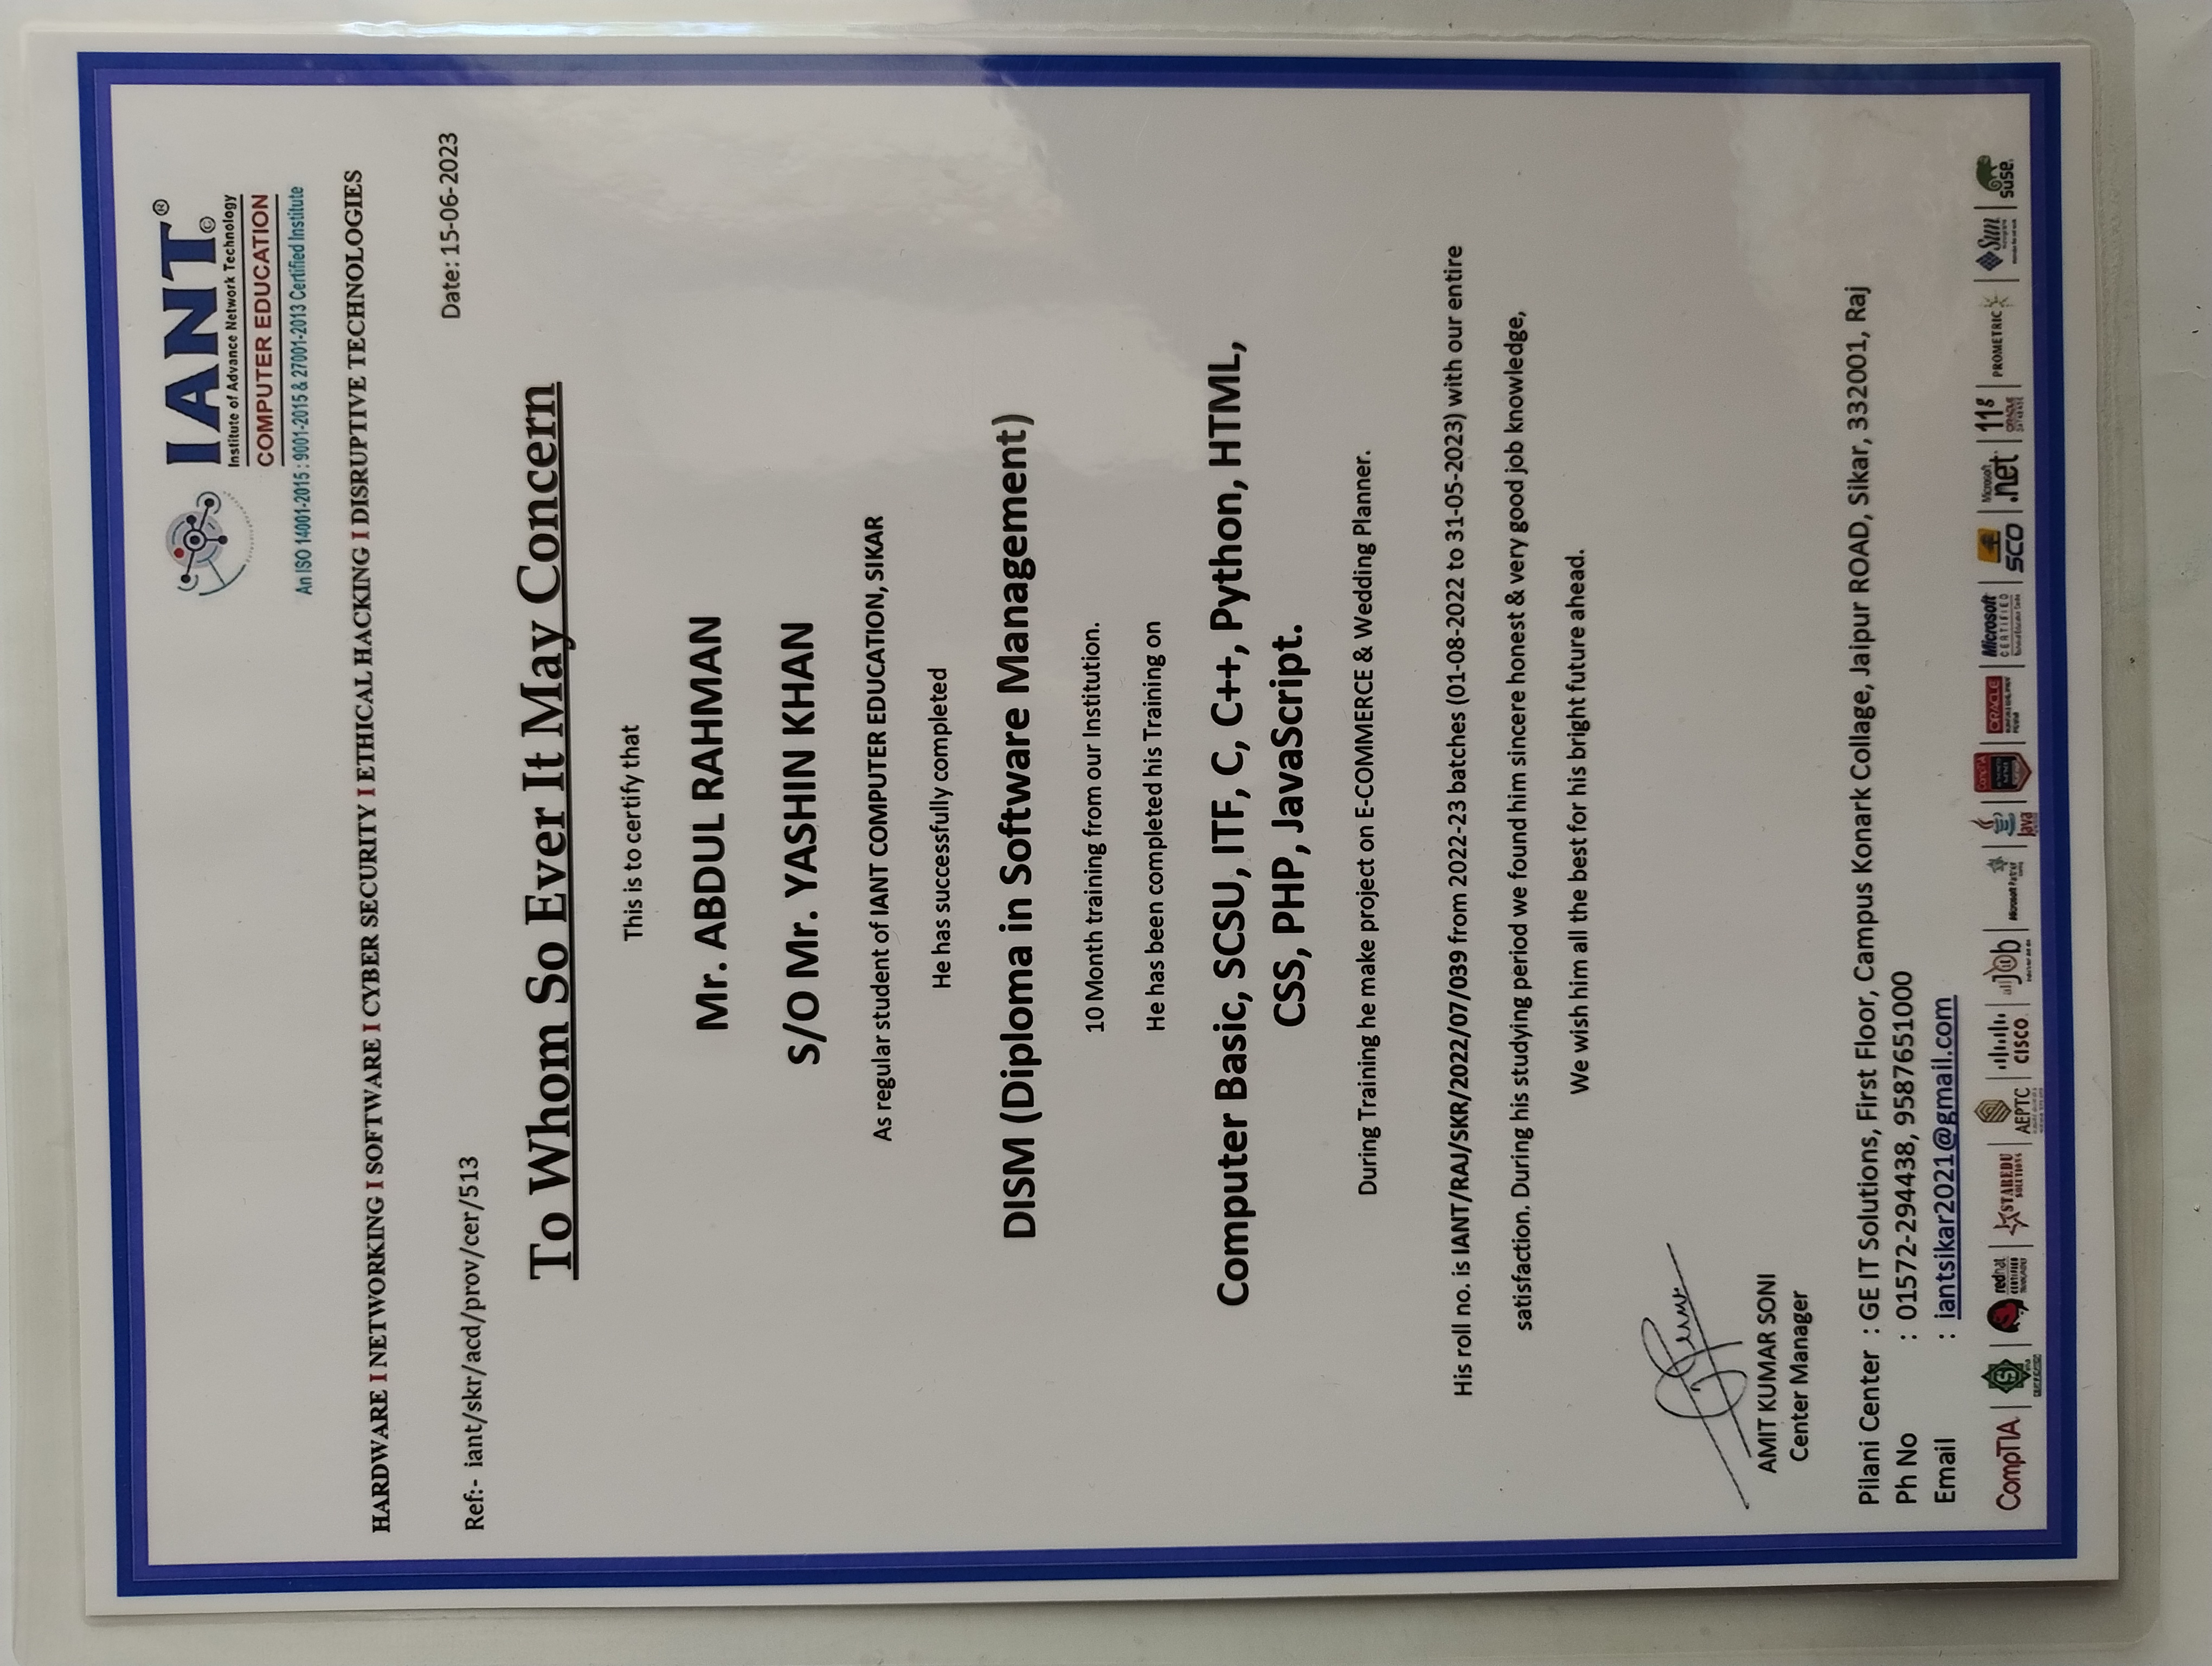 IANT®
©
Institute of Advance Network Technology
COMPUTER EDUCATION
An ISO 14001-2015 : 9001-2015 & 27001-2013 Certified Institute
HARDWARE I NETWORKING I SOFTWARE I CYBER SECURITY I ETHICAL HACKING I DISRUPTIVE TECHNOLOGIES
Ref:- iant/skr/acd/prov/cer/513
Date: 15-06-2023
To Whom So Ever It May Concern
This is to certify that
Mr. ABDUL RAHMAN
S/O Mr. YASHIN KHAN
As regular student of IANT COMPUTER EDUCATION, SIKAR
He has successfully completed
DISM (Diploma in Software Management)
10 Month training from our Institution.
He has been completed his Training on
Computer Basic, SCSU, ITF, C, C++, Python, HTML,
CSS, PHP, JavaScript.
During Training he make project on E-COMMERCE & Wedding Planner.
His roll no. is IANT/RAJ/SKR/2022/07/039 from 2022-23 batches (01-08-2022 to 31-05-2023) with our entire
satisfaction. During his studying period we found him sincere honest & very good job knowledge,
We wish him all the best for his bright future ahead.
AMIT KUMAR SONI
Center Manager
Pilani Center : GE IT Solutions, First Floor, Campus Konark Collage, Jaipur ROAD, Sikar, 332001, Raj
Ph No : 01572-294438, 9587651000
Email : iantsikar2021@gmail.com
CompTIA
redhat
CERTIFIED
STAREDU
SOLUTIONS
AEPTC
CISCO
alljob
Microsoft Partner
Java
CompTIA
ORACLE
Microsoft
CERTIFIED
SCO
Microsoft
.net
11g
ORACLE
DATABASE
PROMETRIC
Sun
suse